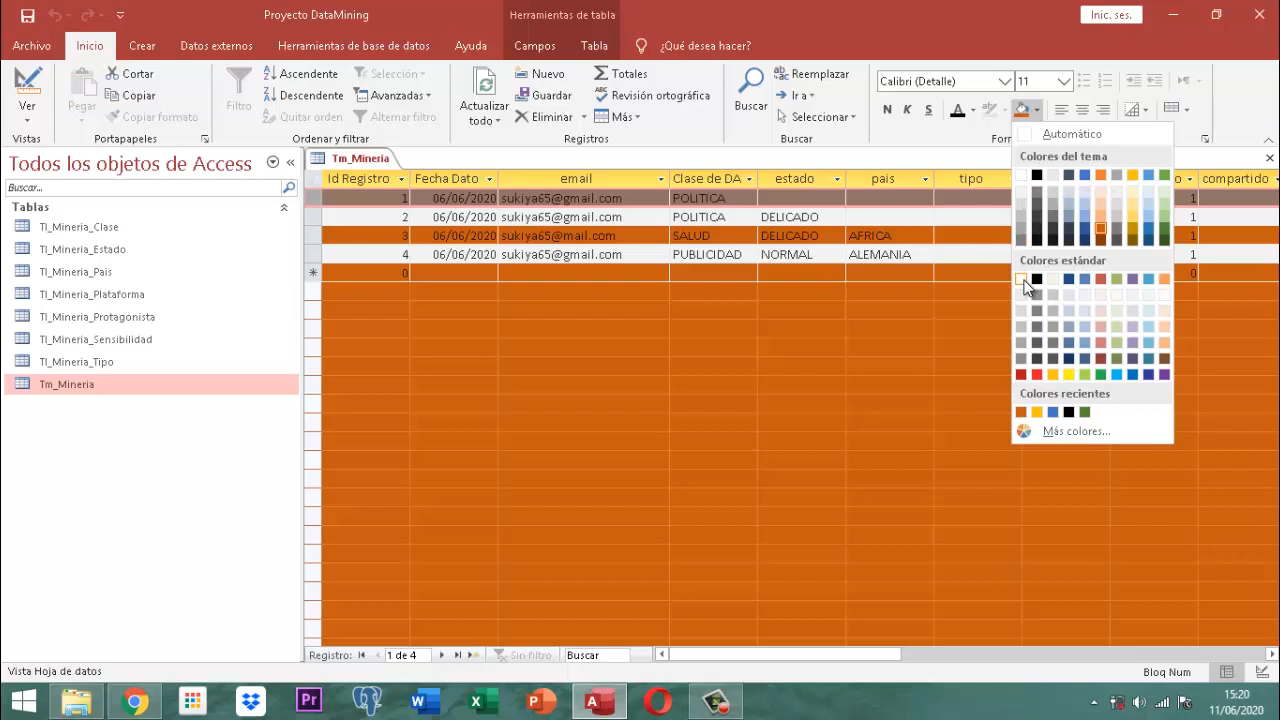 Proyecto DataMining
Herramientas de tabla
Inic. ses.
Archivo Inicio Crear Datos externos Herramientas de base de datos Ayuda Campos Tabla ¿Qué desea hacer?
Ver
Vistas
Pegar
Cortar
Copiar
Copiar formato
Portapapeles
Filtro
Ascendente
Descendente
Quitar orden
Selección
Avanzada
Ordenar y filtrar
Actualizar
todo
Nuevo
Guardar
Eliminar
Totales
Revisión ortográfica
Más
Registros
Buscar
Reemplazar
Ir a
Seleccionar
Buscar
Calibri (Detalle) 11
N K S A
Automático
Colores del tema
Colores estándar
Colores recientes
Más colores...
Todos los objetos de Access
Buscar...
Tablas
Tl_Mineria_Clase
Tl_Mineria_Estado
Tl_Mineria_Pais
Tl_Mineria_Plataforma
Tl_Mineria_Protagonista
Tl_Mineria_Sensibilidad
Tl_Mineria_Tipo
Tm_Mineria
Tm_Mineria
Id Registro Fecha Dato email Clase de DA estado pais tipo compartido
1 06/06/2020 sukiya65@gmail.com POLITICA 1
2 06/06/2020 sukiya65@gmail.com POLITICA DELICADO 1
3 06/06/2020 sukiya65@mail.com SALUD DELICADO AFRICA 1
4 06/06/2020 sukiya65@gmail.com PUBLICIDAD NORMAL ALEMANIA 1
0 0
Registro: 1 de 4 Sin filtro Buscar
Vista Hoja de datos
Bloq Num
15:20
11/06/2020